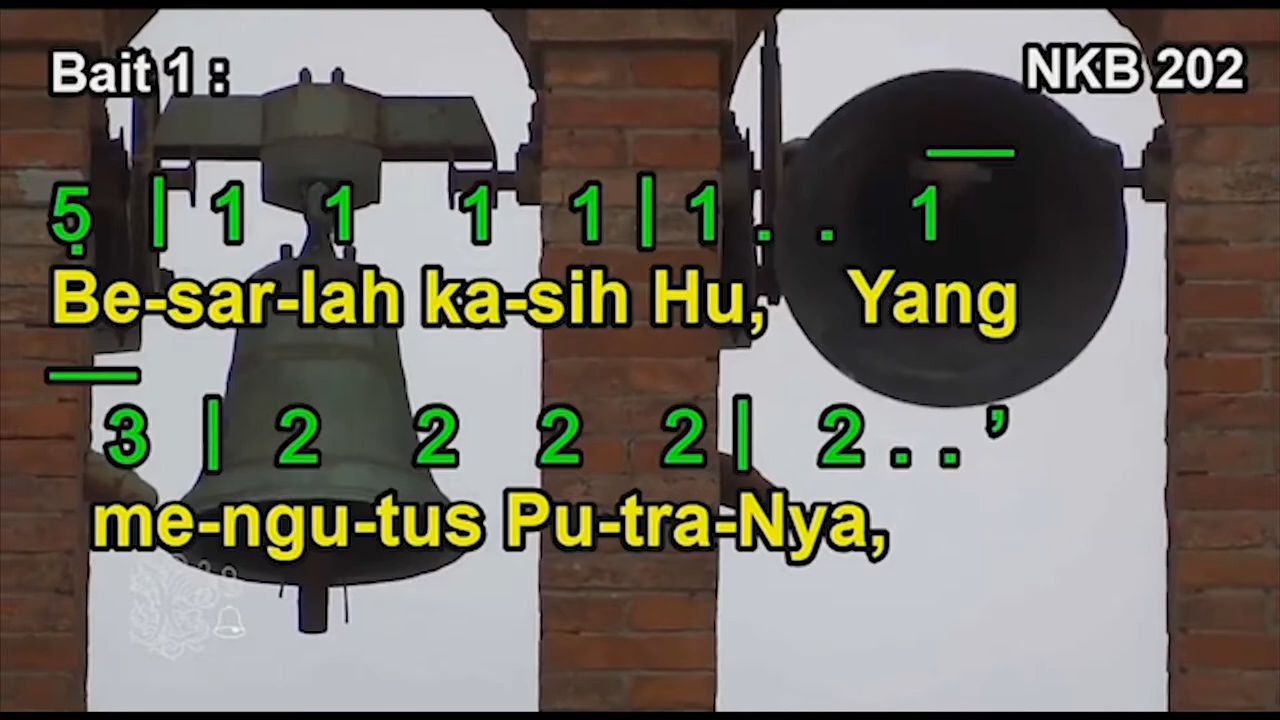 Bait 1 : NKB 202
5̣ | 1 1 1 1 | 1 . . 1
Be-sar-lah ka-sih Hu, Yang
3 | 2 2 2 2 | 2 . . ’
me-ngu-tus Pu-tra-Nya,